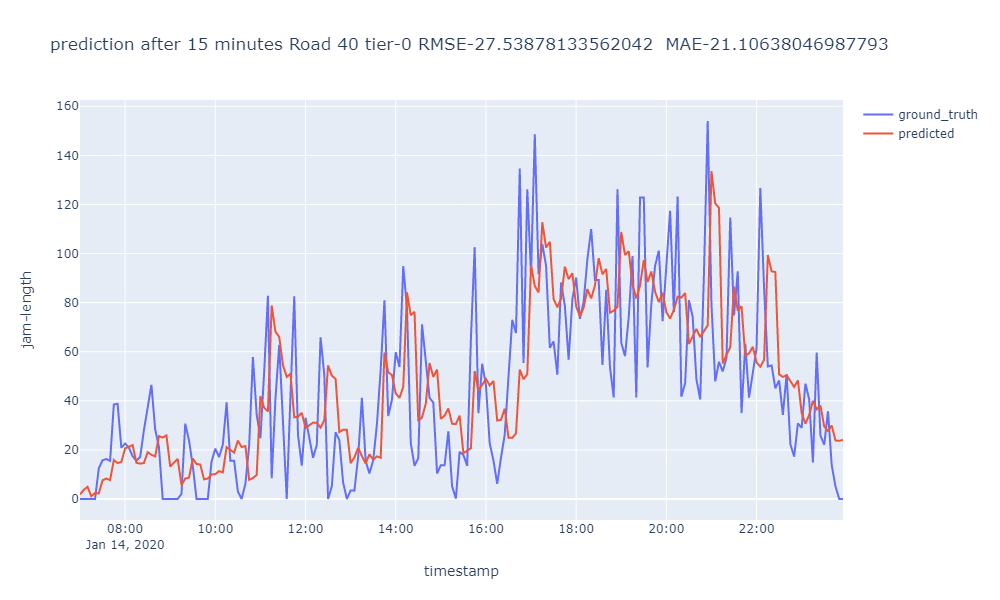 prediction after 15 minutes Road 40 tier-0 RMSE-27.53878133562042  MAE-21.10638046987793
ground_truth
predicted
160
140
120
100
80
60
40
20
0
jam-length
08:00
10:00
12:00
14:00
16:00
18:00
20:00
22:00
Jan 14, 2020
timestamp